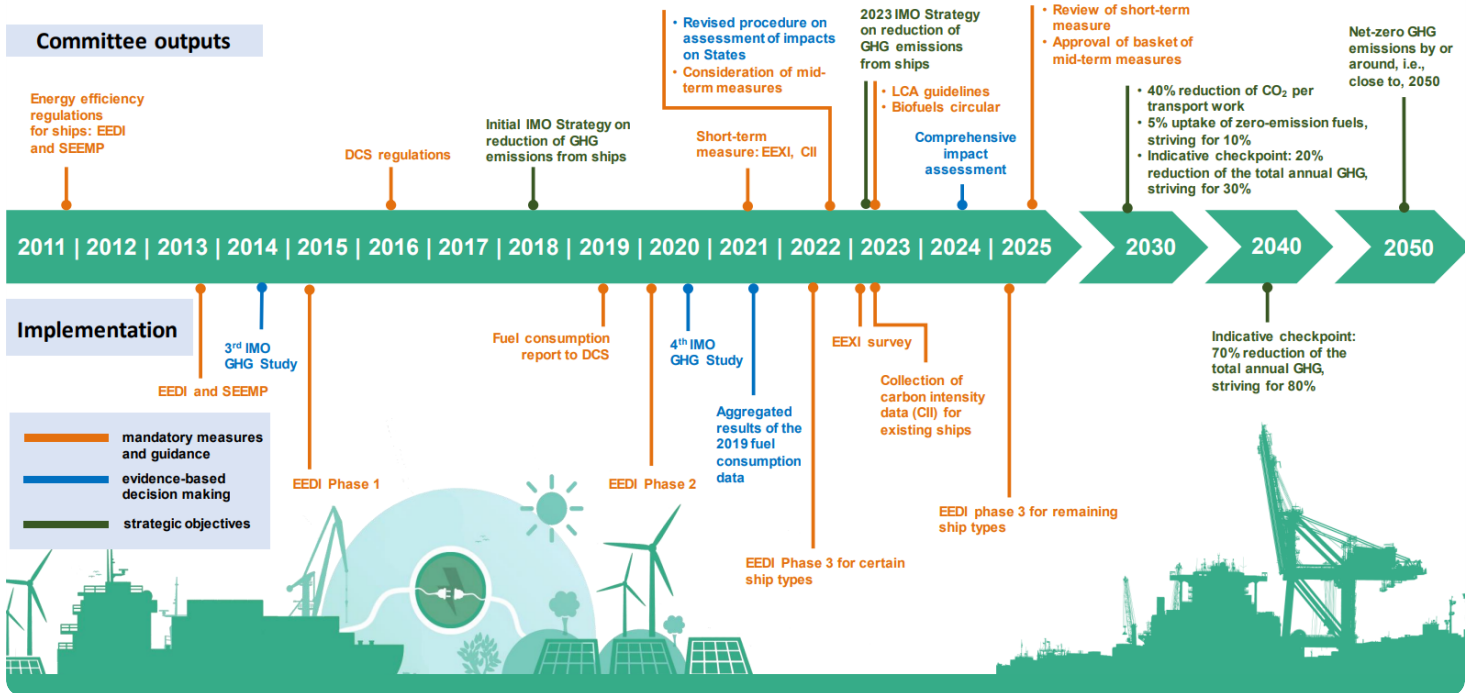 Committee outputs
Energy efficiency
regulations
for ships: EEDI
and SEEMP
DCS regulations
Initial IMO Strategy on
reduction of GHG
emissions from ships
• Revised procedure on
assessment of impacts
on States
• Consideration of mid-
term measures
Short-term
measure: EEXI, CII
2023 IMO Strategy
on reduction of
GHG emissions
from ships
• LCA guidelines
• Biofuels circular
Comprehensive
impact
assessment
• Review of short-term
measure
• Approval of basket of
mid-term measures
• 40% reduction of CO₂ per
transport work
• 5% uptake of zero-emission fuels,
striving for 10%
• Indicative checkpoint: 20%
reduction of the total annual GHG,
striving for 30%
Net-zero GHG
emissions by or
around, i.e.,
close to, 2050
2011 | 2012 | 2013 | 2014 | 2015 | 2016 | 2017 | 2018 | 2019 | 2020 | 2021 | 2022 | 2023 | 2024 | 2025
2030
2040
2050
Implementation
EEDI and SEEMP
3rd IMO
GHG Study
EEDI Phase 1
Fuel consumption
report to DCS
EEDI Phase 2
4th IMO
GHG Study
Aggregated
results of the
2019 fuel
consumption
data
EEDI Phase 3 for certain
ship types
EEXI survey
Collection of
carbon intensity
data (CII) for
existing ships
EEDI phase 3 for remaining
ship types
Indicative checkpoint:
70% reduction of the
total annual GHG,
striving for 80%
mandatory measures
and guidance
evidence-based
decision making
strategic objectives